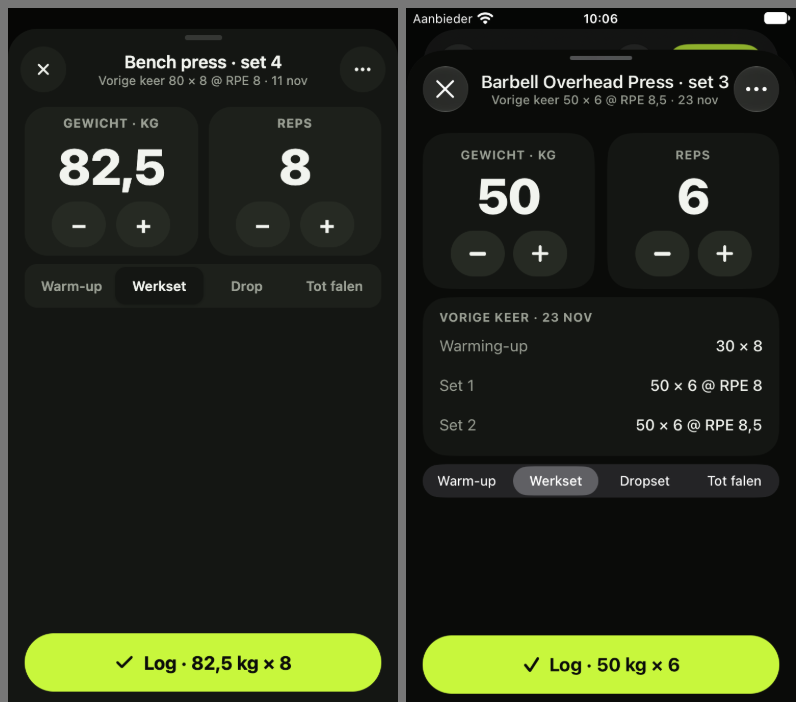 Bench press · set 4
Vorige keer 80 × 8 @ RPE 8 · 11 nov
GEWICHT · KG
82,5
− +
REPS
8
− +
Warm-up Werkset Drop Tot falen
Log · 82,5 kg × 8
Aanbieder 10:06
Barbell Overhead Press · set 3
Vorige keer 50 × 6 @ RPE 8,5 · 23 nov
GEWICHT · KG
50
− +
REPS
6
− +
VORIGE KEER · 23 NOV
Warming-up 30 × 8
Set 1 50 × 6 @ RPE 8
Set 2 50 × 6 @ RPE 8,5
Warm-up Werkset Dropset Tot falen
Log · 50 kg × 6